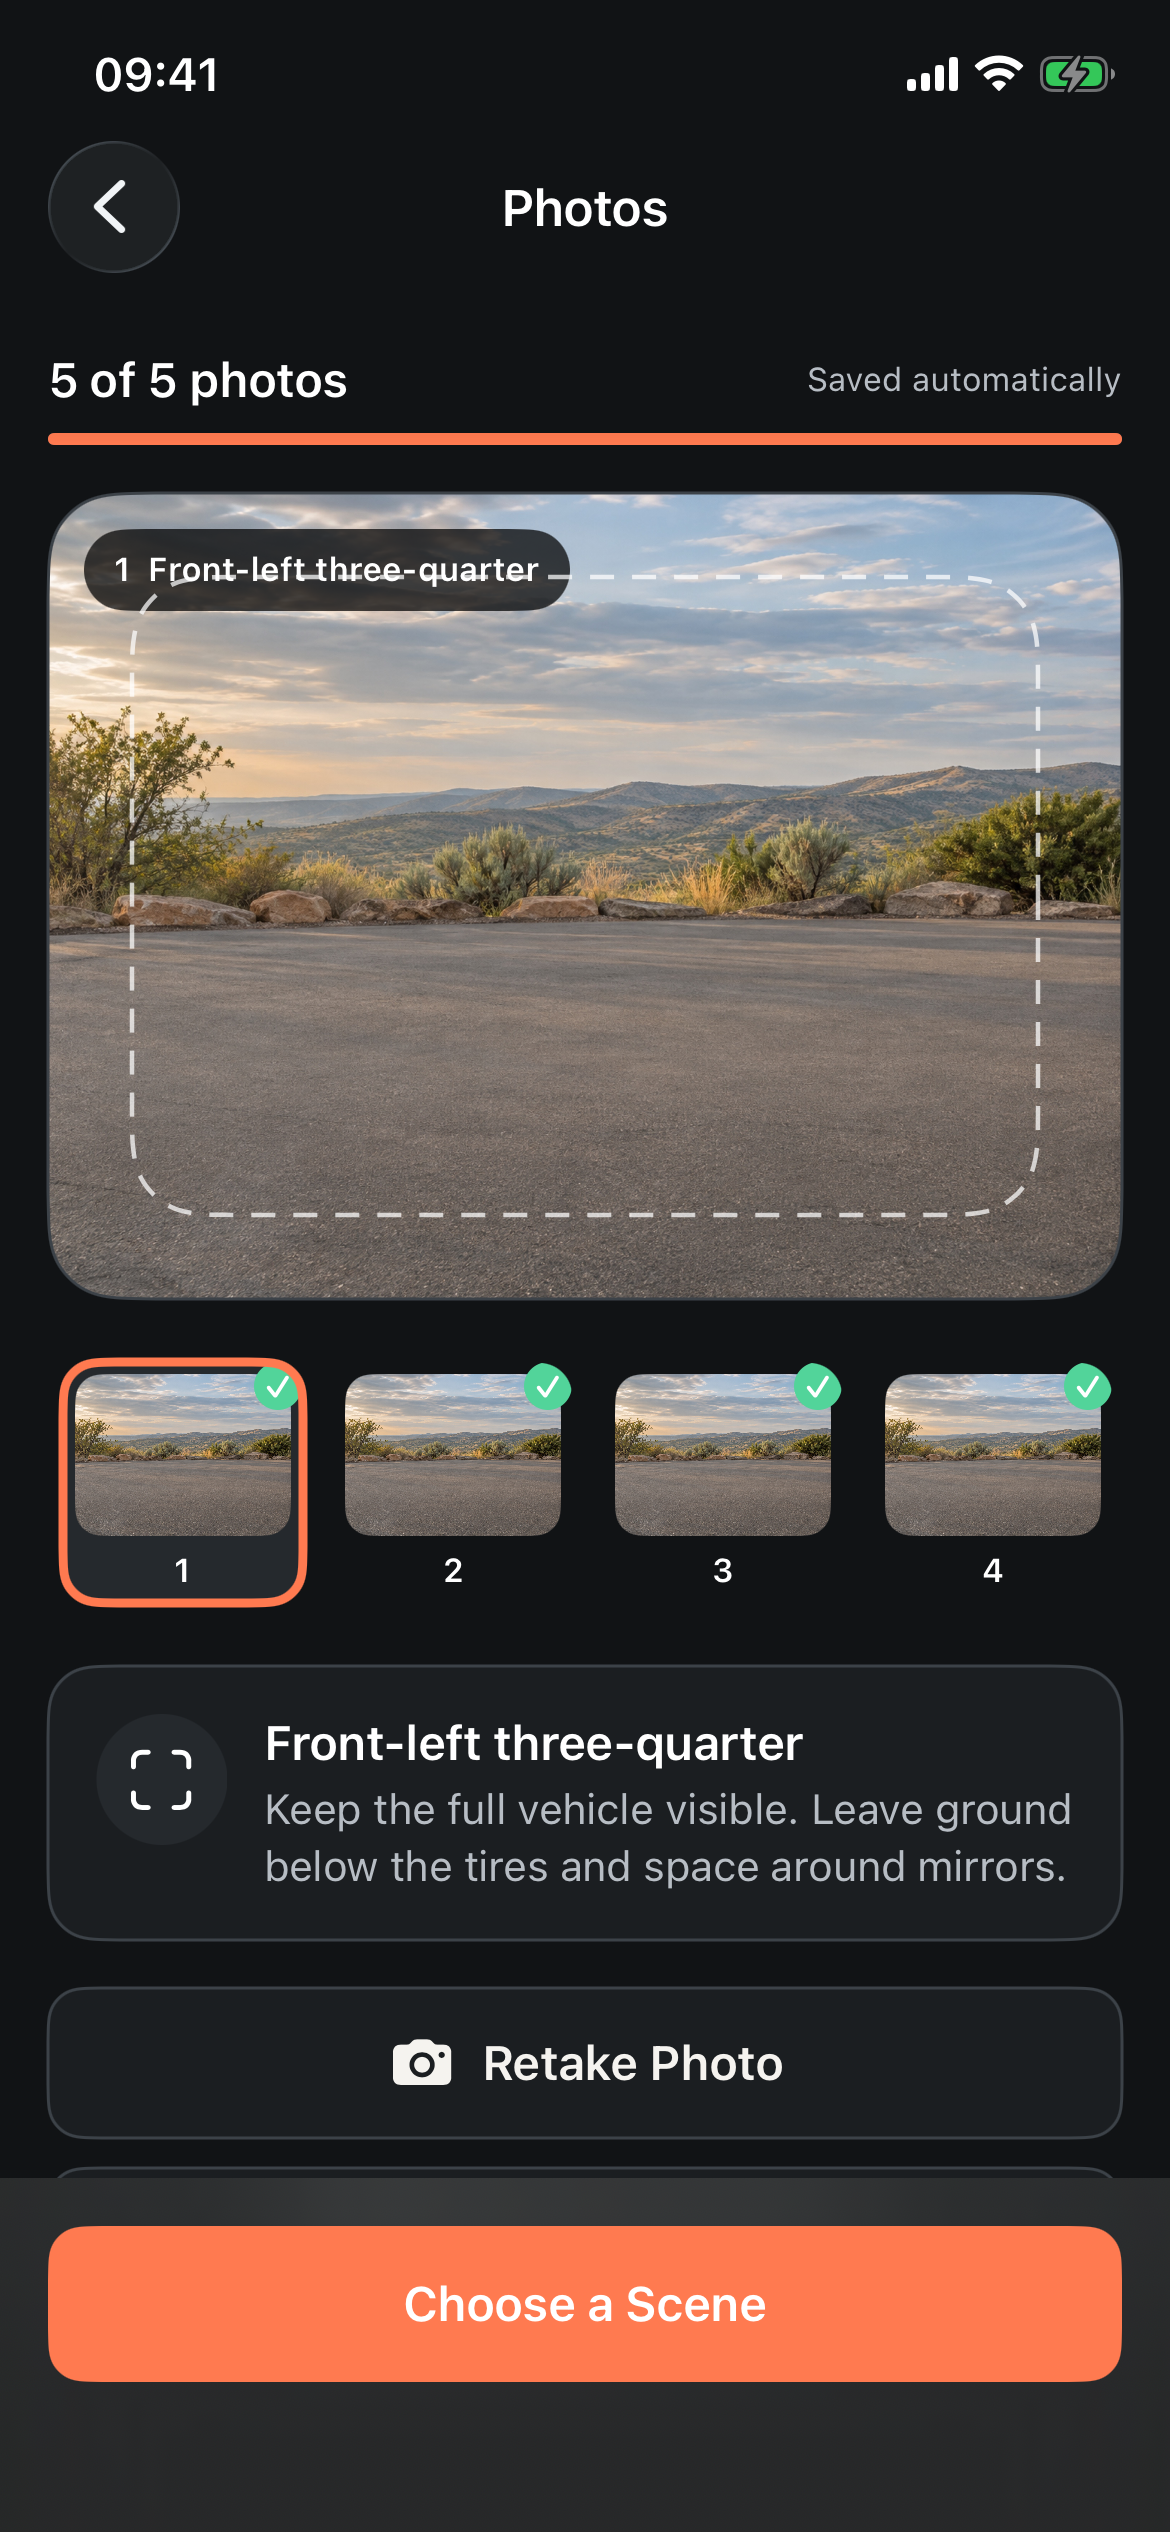 09:41
Photos
5 of 5 photos
Saved automatically
1 Front-left three-quarter
1
2
3
4
Front-left three-quarter
Keep the full vehicle visible. Leave ground
below the tires and space around mirrors.
Retake Photo
Choose a Scene